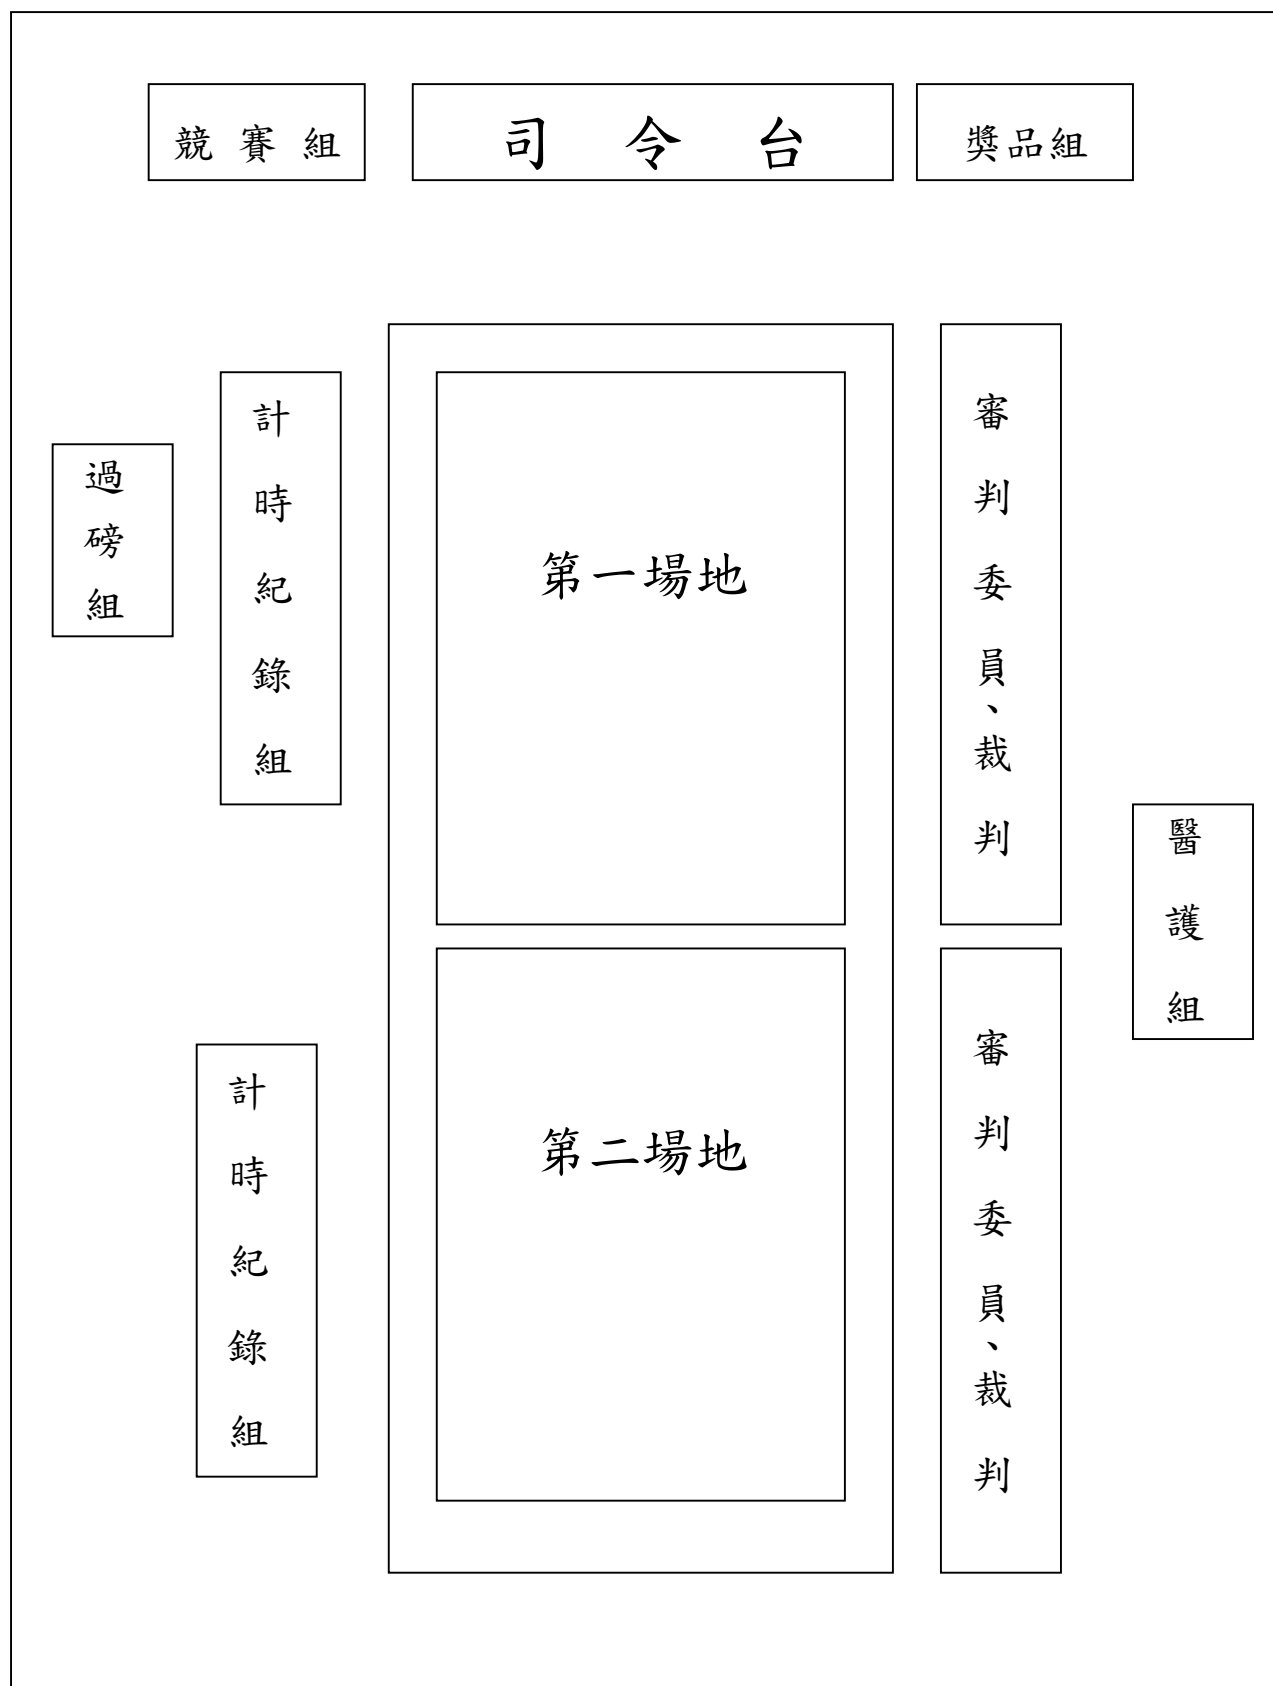 競賽組
司令台
獎品組
過磅組
計時紀錄組
第一場地
審判委員、裁判
醫護組
計時紀錄組
第二場地
審判委員、裁判